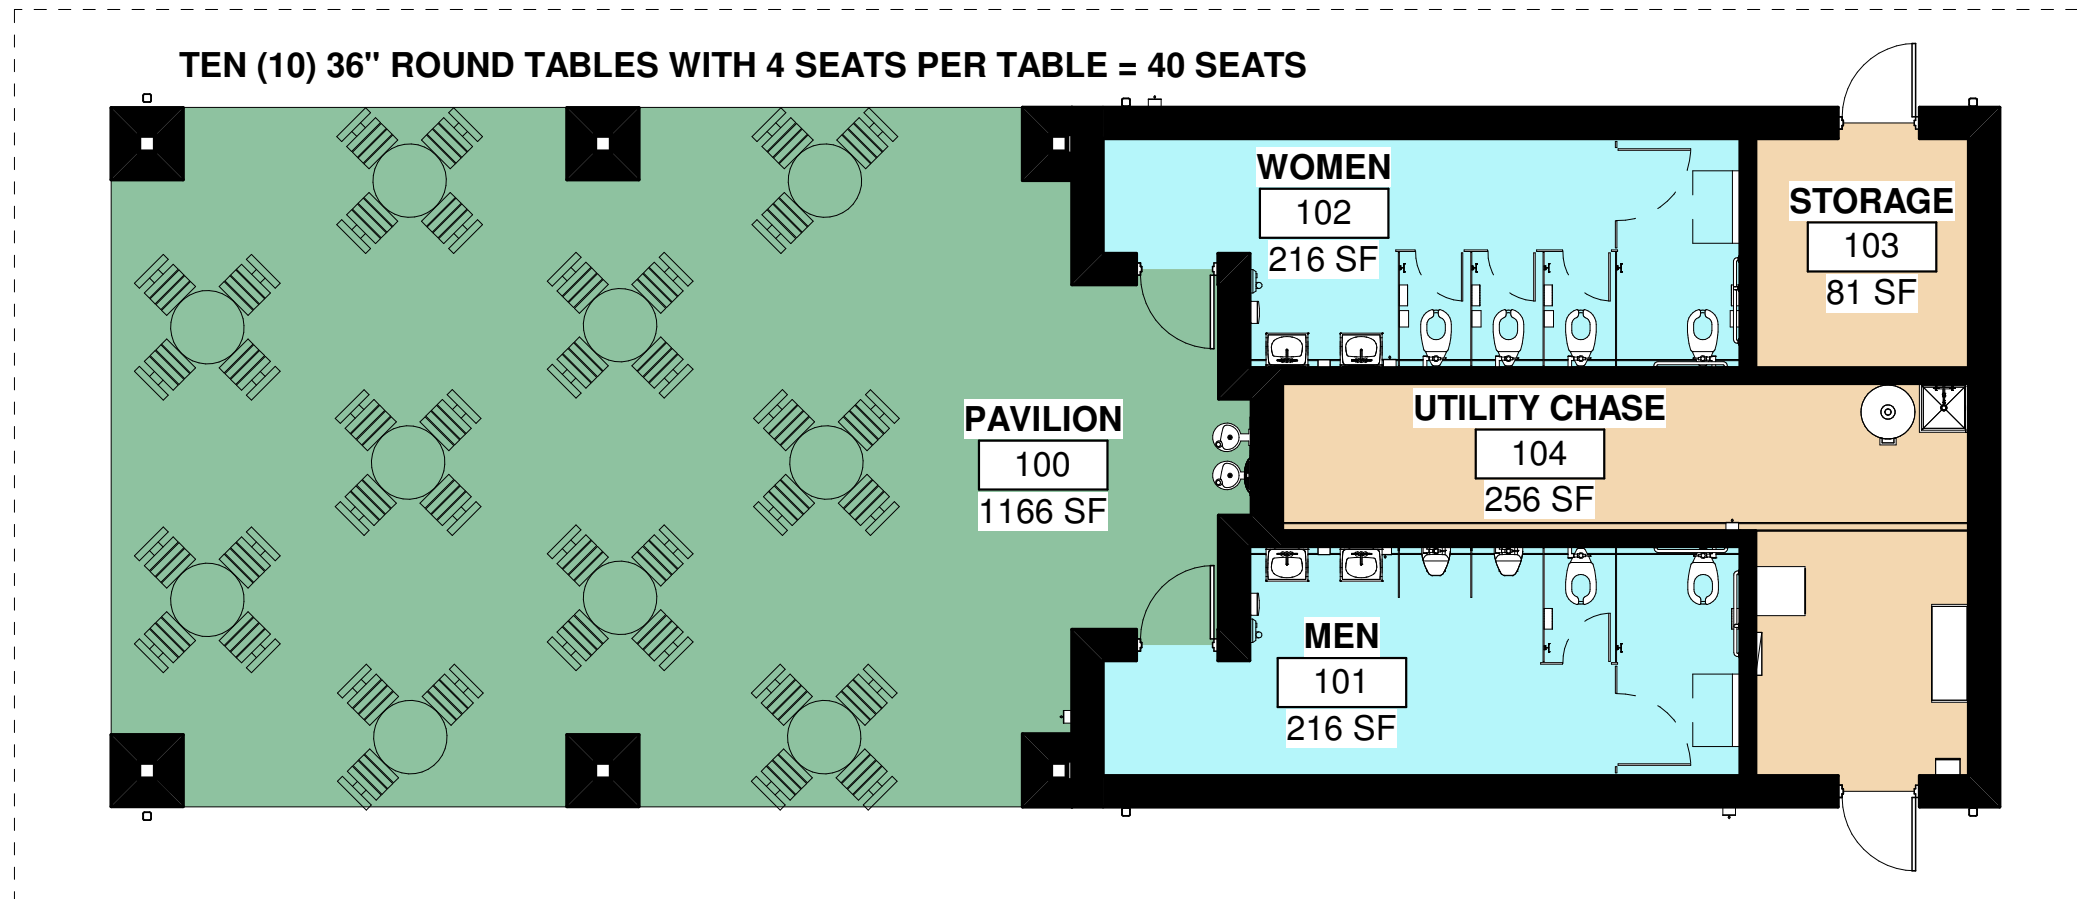 TEN (10) 36" ROUND TABLES WITH 4 SEATS PER TABLE = 40 SEATS
WOMEN
102
216 SF
STORAGE
103
81 SF
PAVILION
100
1166 SF
UTILITY CHASE
104
256 SF
MEN
101
216 SF